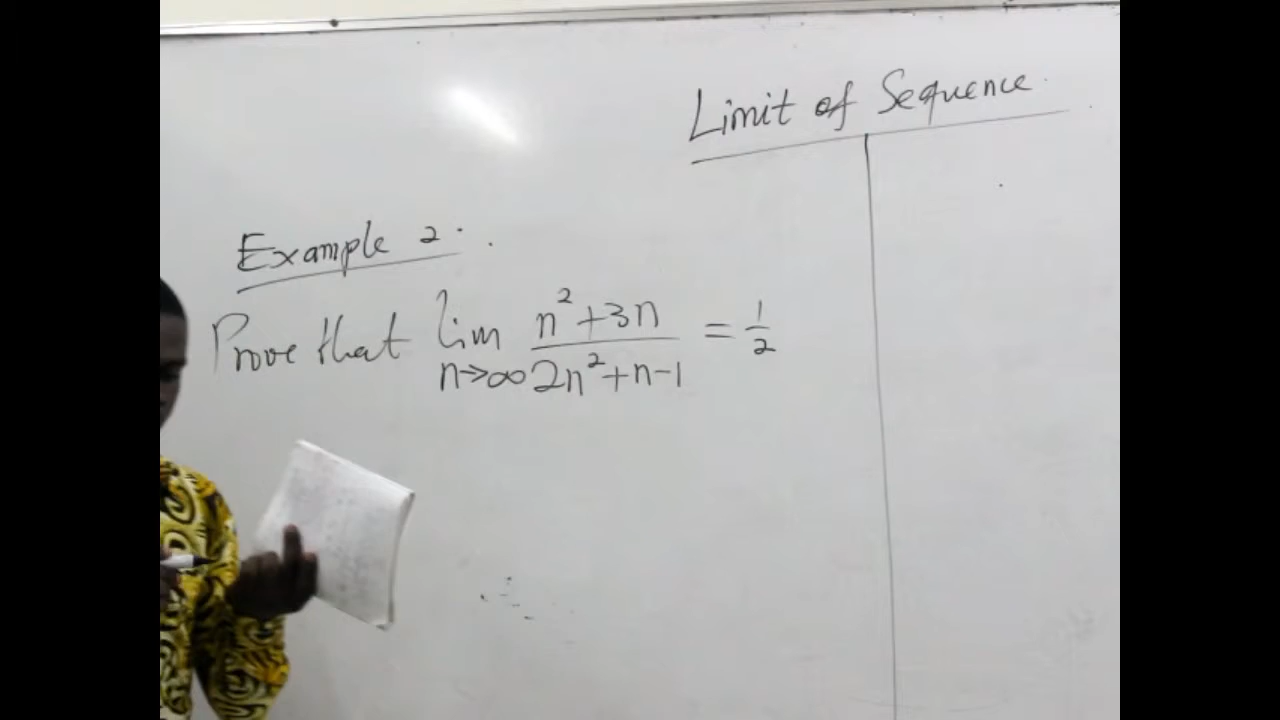 Limit of Sequence
Example 2.
Prove that lim n→∞ (n²+3n)/(2n²+n-1) = 1/2